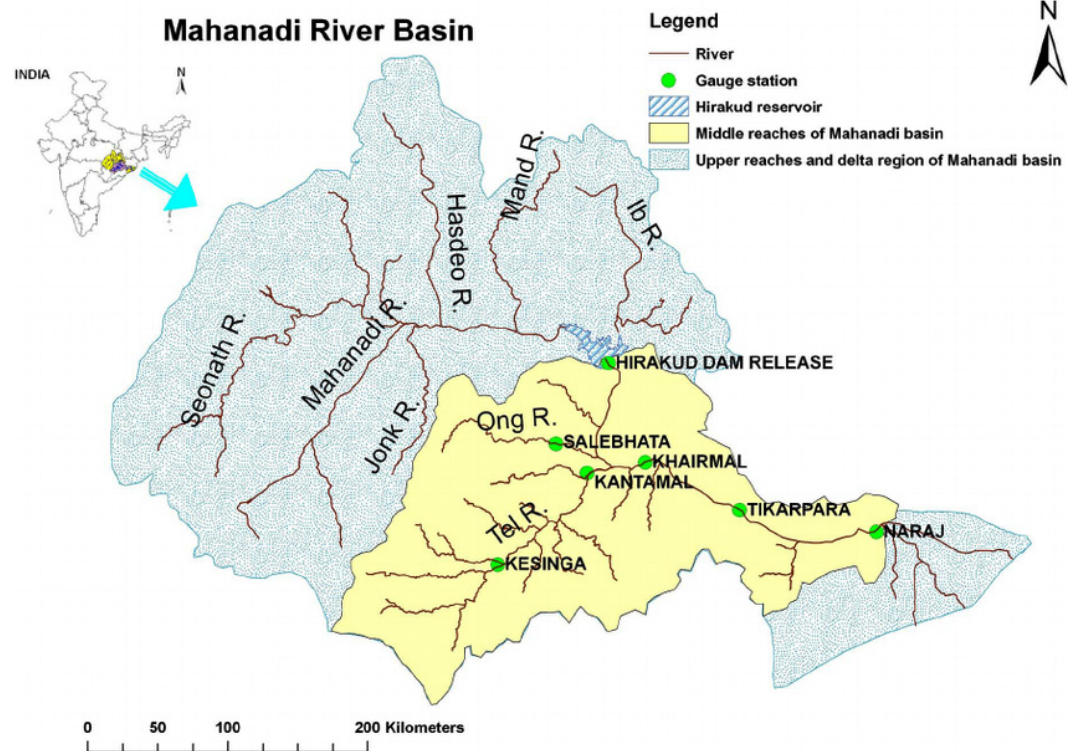 Mahanadi River Basin
INDIA
N
N
Legend
River
Gauge station
Hirakud reservoir
Middle reaches of Mahanadi basin
Upper reaches and delta region of Mahanadi basin
Seonath R.
Mahanadi R.
Hasdeo R.
Mand R.
Ib R.
Jonk R.
HIRAKUD DAM RELEASE
Ong R.
SALEBHATA
KHAIRMAL
KANTAMAL
Tel R.
TIKARPARA
NARAJ
KESINGA
0 50 100 200 Kilometers